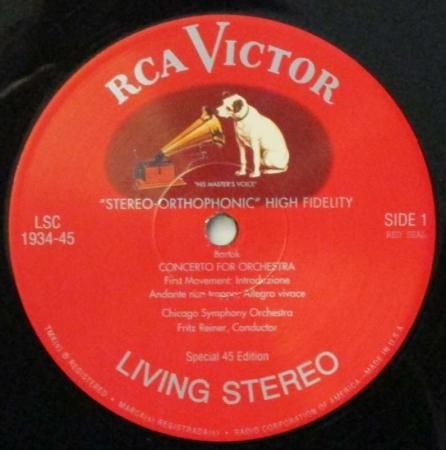 RCA VICTOR
"HIS MASTER'S VOICE"
"STEREO-ORTHOPHONIC" HIGH FIDELITY
LSC
1934-45
SIDE 1
RED SEAL
Bartok
CONCERTO FOR ORCHESTRA
First Movement: Introduzione
Andante non troppo; Allegro vivace
Chicago Symphony Orchestra
Fritz Reiner, Conductor
Special 45 Edition
LIVING STEREO
TMK(s) ® REGISTERED • MARCA(s) REGISTRADA(s) • RADIO CORPORATION OF AMERICA - MADE IN U.S.A.